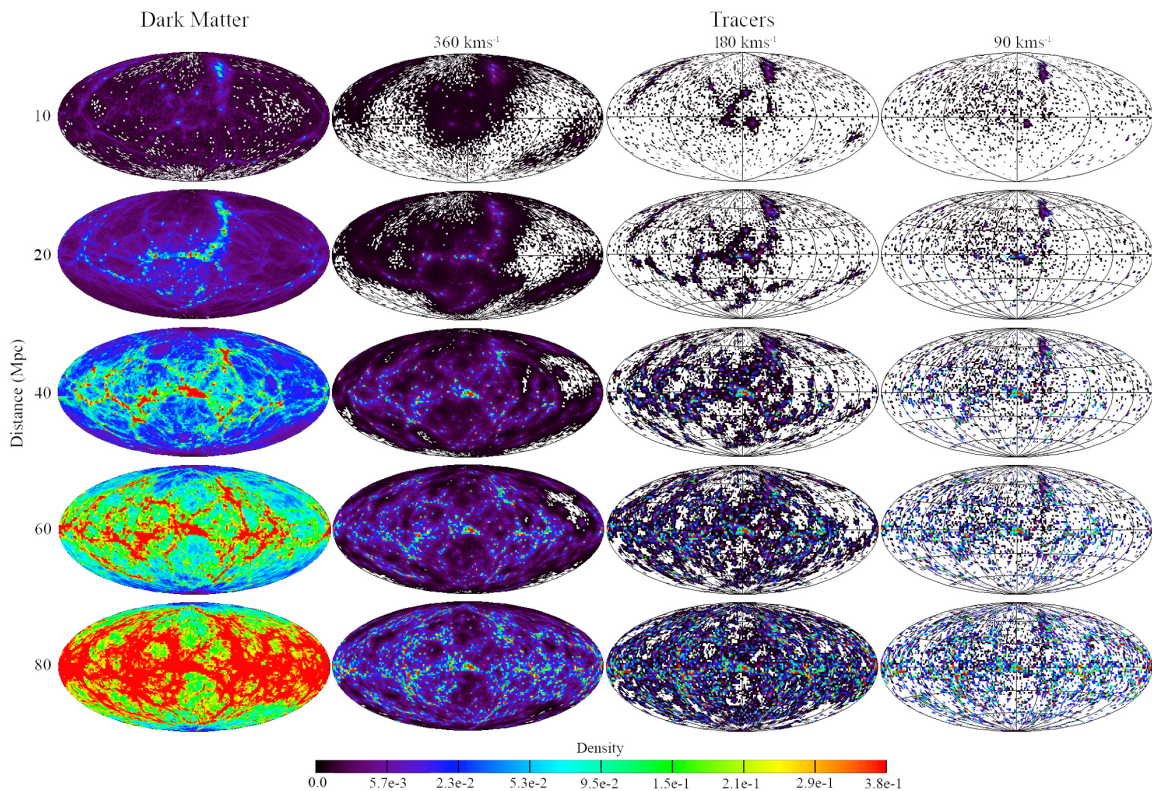 Dark Matter
Tracers
360 kms⁻¹
180 kms⁻¹
90 kms⁻¹
Distance (Mpc)
10
20
40
60
80
Density
0.0 5.7e-3 2.3e-2 5.3e-2 9.5e-2 1.5e-1 2.1e-1 2.9e-1 3.8e-1